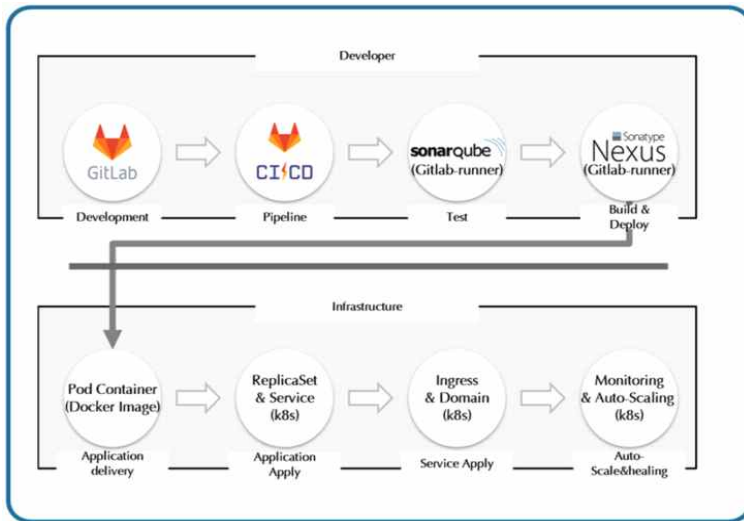 Developer
GitLab
CI/CD
sonarqube
(Gitlab-runner)
Sonatype
Nexus
(Gitlab-runner)
Development
Pipeline
Test
Build &
Deploy
Infrastructure
Pod Container
(Docker Image)
ReplicaSet
& Service
(k8s)
Ingress
& Domain
(k8s)
Monitoring
& Auto-Scaling
(k8s)
Application
delivery
Application
Apply
Service Apply
Auto-
Scale&healing